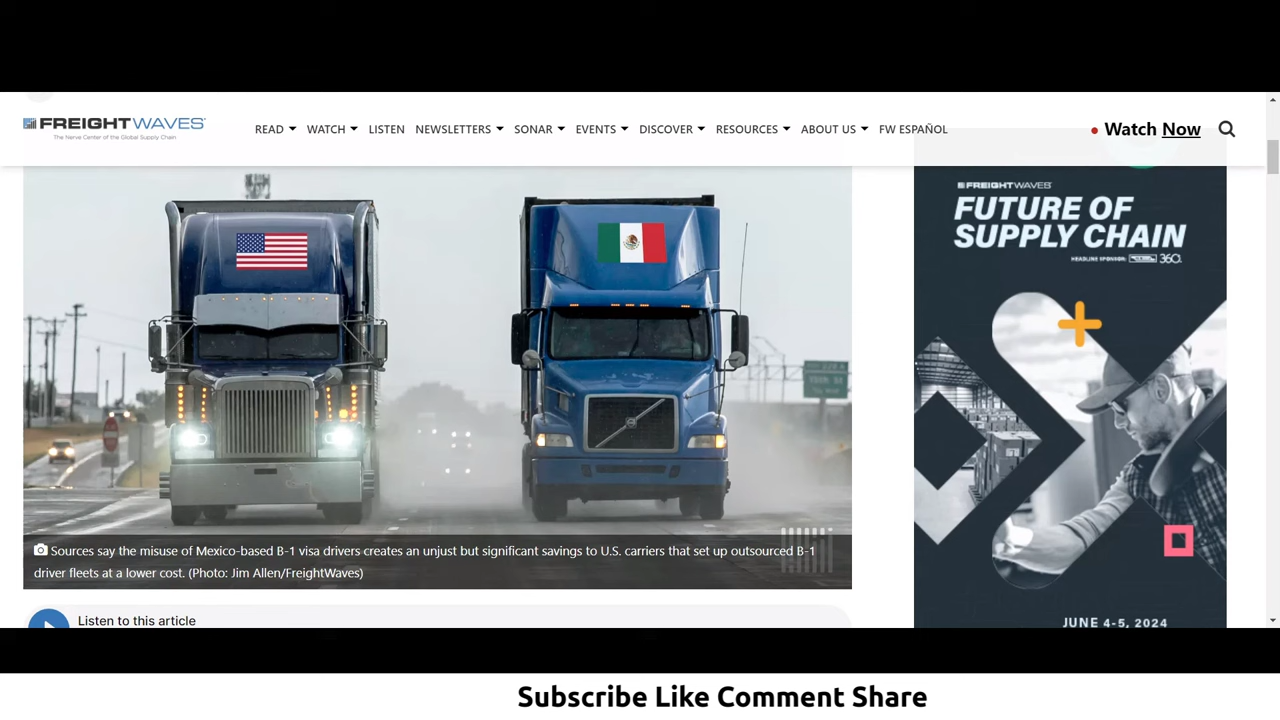 FREIGHTWAVES
The Nerve Center of the Global Supply Chain
READ WATCH LISTEN NEWSLETTERS SONAR EVENTS DISCOVER RESOURCES ABOUT US FW ESPAÑOL
Watch Now
Sources say the misuse of Mexico-based B-1 visa drivers creates an unjust but significant savings to U.S. carriers that set up outsourced B-1
driver fleets at a lower cost. (Photo: Jim Allen/FreightWaves)
Listen to this article
FREIGHTWAVES
FUTURE OF
SUPPLY CHAIN
HEADLINE SPONSOR: 360.
JUNE 4-5, 2024
Subscribe Like Comment Share